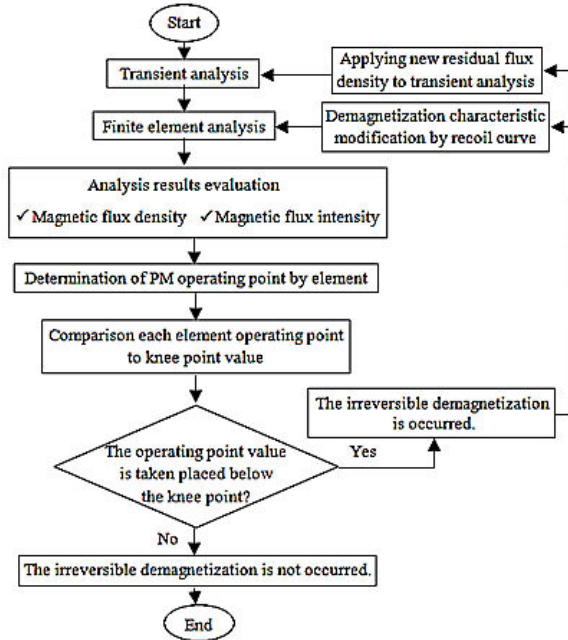 Start
Transient analysis
Applying new residual flux
density to transient analysis
Finite element analysis
Demagnetization characteristic
modification by recoil curve
Analysis results evaluation
✓ Magnetic flux density ✓ Magnetic flux intensity
Determination of PM operating point by element
Comparison each element operating point
to knee point value
The irreversible demagnetization
is occurred.
The operating point value
is taken placed below
the knee point?
Yes
No
The irreversible demagnetization is not occurred.
End